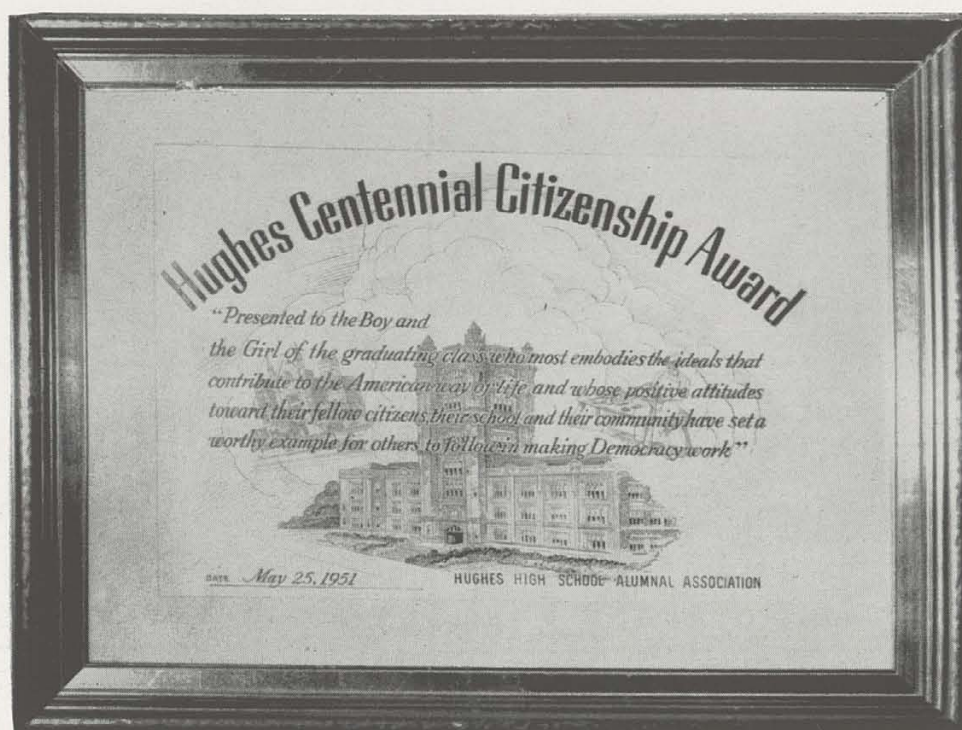 Hughes Centennial Citizenship Award
“Presented to the Boy and
the Girl of the graduating class who most embodies the ideals that
contribute to the American way of life and whose positive attitudes
toward their fellow citizens, their school and their community have set a
worthy example for others to follow in making Democracy work”
DATE May 25, 1951
HUGHES HIGH SCHOOL ALUMNAL ASSOCIATION